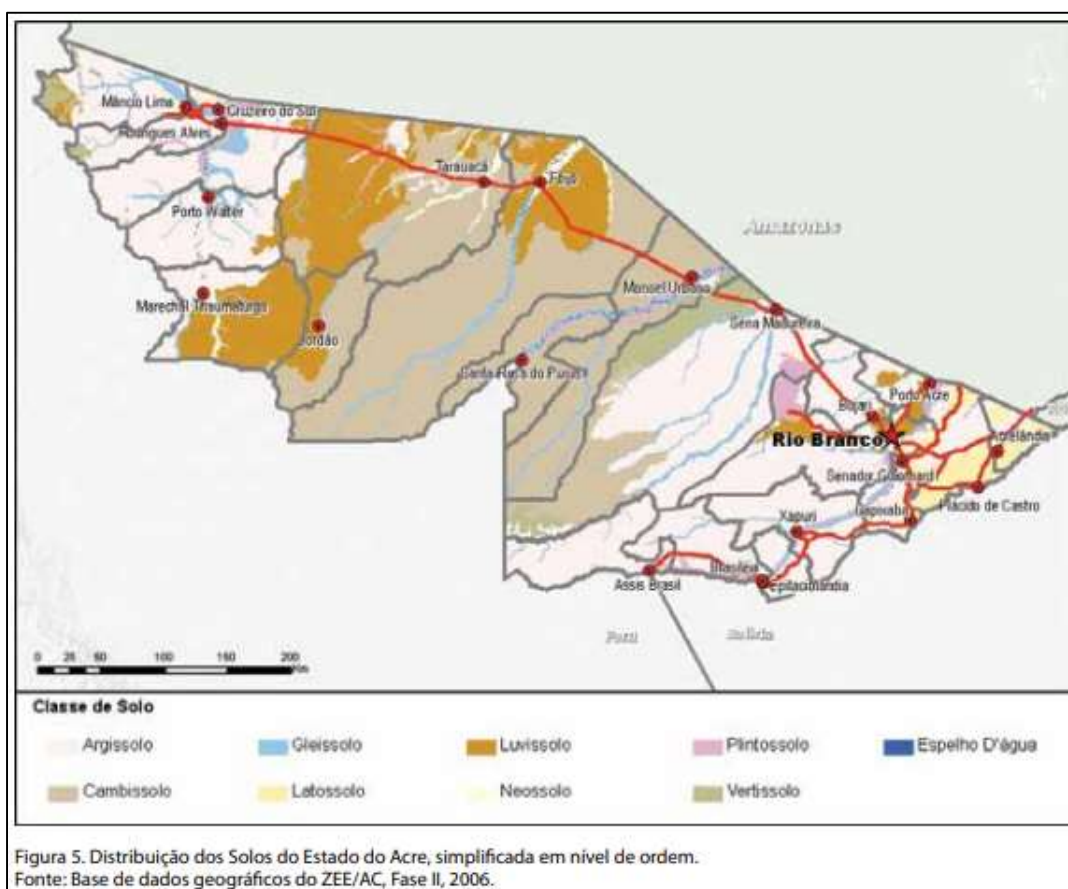 Mâncio Lima
Cruzeiro do Sul
Rodrigues Alves
Tarauacá
Feijó
Porto Walter
Amazonas
Manoel Urbano
Marechal Thaumaturgo
Sena Madureira
Jordão
Santa Rosa do Purus
Porto Acre
Bujari
Rio Branco
Acrelândia
Senador Guiomard
Plácido de Castro
Capixaba
Xapuri
Brasiléia
Assis Brasil
Epitaciolândia
Peru
Bolívia
0 25 50 100 150 200
Km
Classe de Solo
Argissolo Gleissolo Luvissolo Plintossolo Espelho D'água
Cambissolo Latossolo Neossolo Vertissolo
Figura 5. Distribuição dos Solos do Estado do Acre, simplificada em nível de ordem.
Fonte: Base de dados geográficos do ZEE/AC, Fase II, 2006.